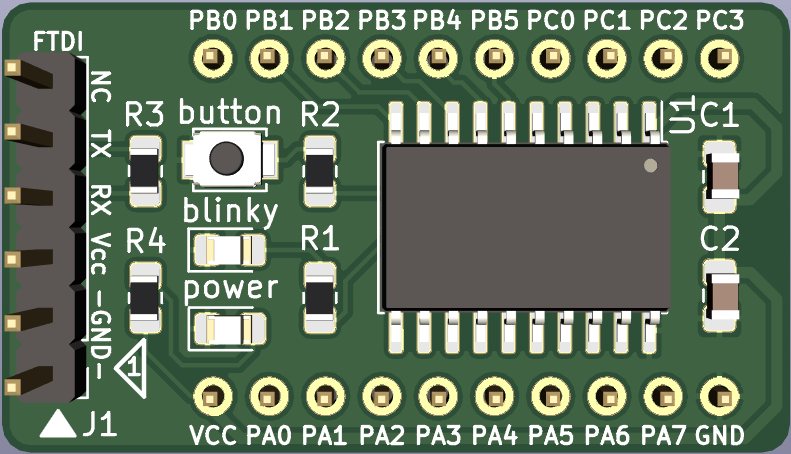 PB0 PB1 PB2 PB3 PB4 PB5 PC0 PC1 PC2 PC3
FTDI
NC
TX
RX
Vcc
-GND-
R3
button
R2
U1
C1
blinky
R4
R1
C2
power
1
J1
VCC PA0 PA1 PA2 PA3 PA4 PA5 PA6 PA7 GND